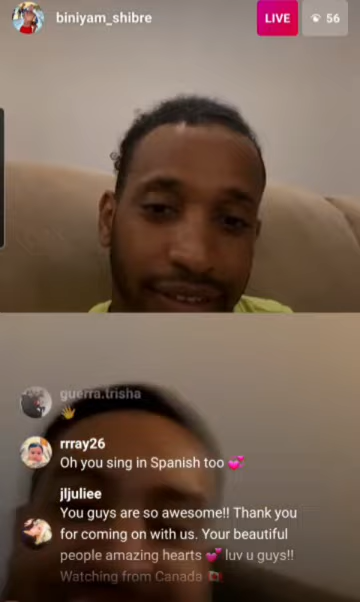 biniyam_shibre
LIVE
56
guerra.trisha
👋
rrray26
Oh you sing in Spanish too 💞
jljuliee
You guys are so awesome!! Thank you
for coming on with us. Your beautiful
people amazing hearts 💞 luv u guys!!
Watching from Canada 🇨🇦